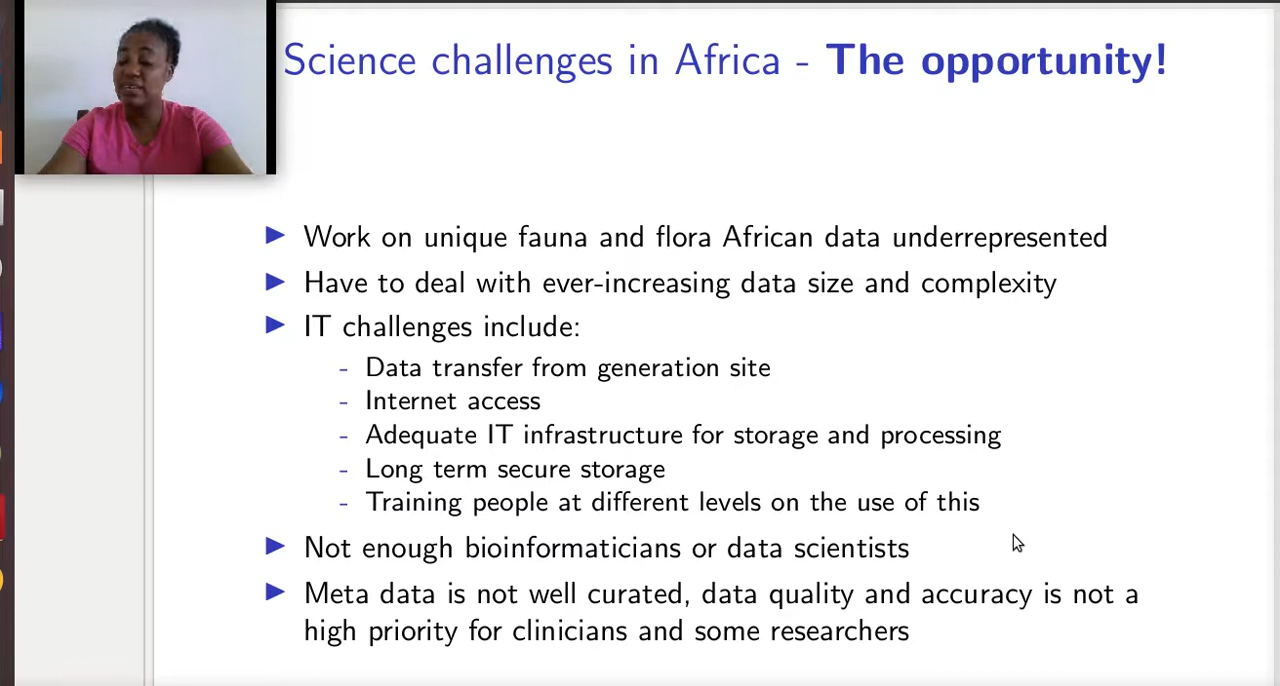 Science challenges in Africa - The opportunity!
Work on unique fauna and flora African data underrepresented
Have to deal with ever-increasing data size and complexity
IT challenges include:
- Data transfer from generation site
- Internet access
- Adequate IT infrastructure for storage and processing
- Long term secure storage
- Training people at different levels on the use of this
Not enough bioinformaticians or data scientists
Meta data is not well curated, data quality and accuracy is not a
high priority for clinicians and some researchers